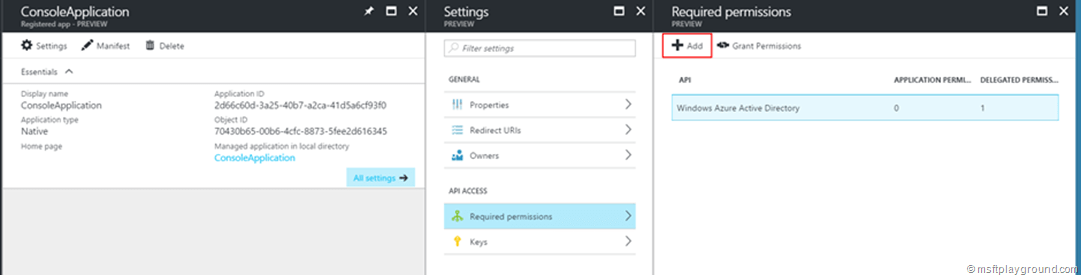 ConsoleApplication
Registered app - PREVIEW
Settings
Manifest
Delete
Essentials
Display name
ConsoleApplication
Application type
Native
Home page
Application ID
2d66c60d-3a25-40b7-a2ca-41d5a6cf93f0
Object ID
70430b65-00b6-4cfc-8873-5fee2d616345
Managed application in local directory
ConsoleApplication
All settings
Settings
PREVIEW
Filter settings
GENERAL
Properties
Redirect URIs
Owners
API ACCESS
Required permissions
Keys
Required permissions
PREVIEW
Add
Grant Permissions
API
APPLICATION PERMI...
DELEGATED PERMISS...
Windows Azure Active Directory
0
1
© msftplayground.com